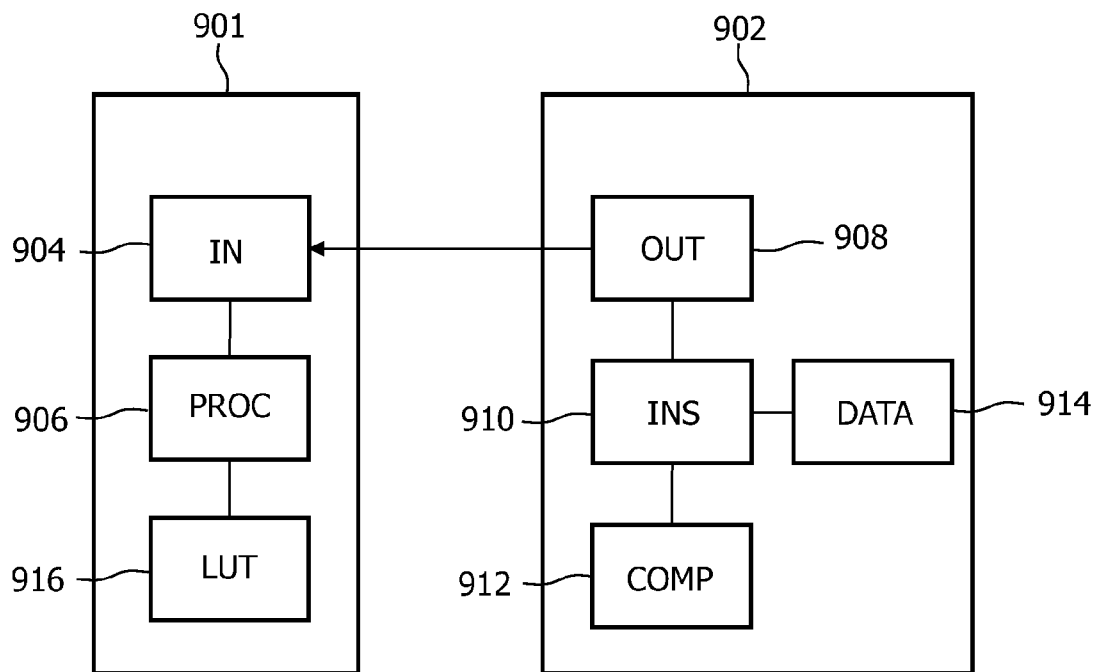 901
902
904
IN
OUT
908
906
PROC
910
INS
DATA
914
916
LUT
912
COMP